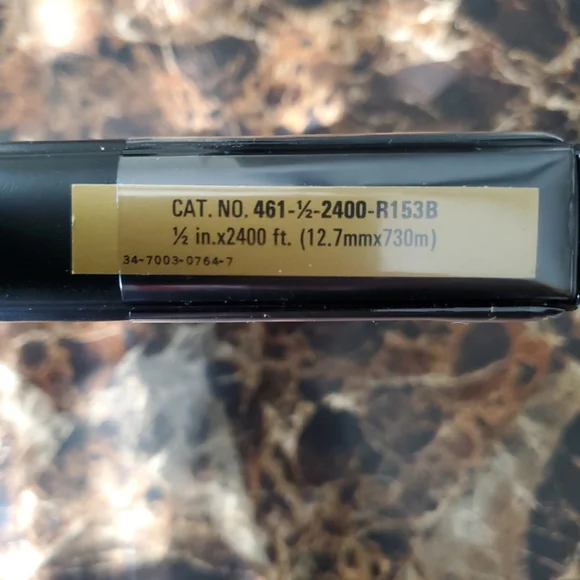 CAT. NO. 461-½-2400-R153B
½ in.x2400 ft. (12.7mmx730m)
34-7003-0764-7